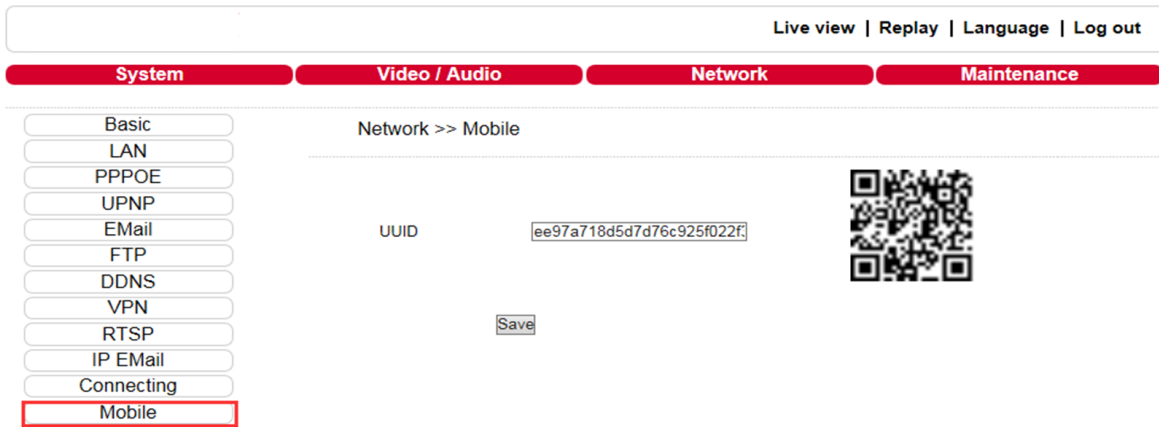 Live view | Replay | Language | Log out
System Video / Audio Network Maintenance
Basic
LAN
PPPOE
UPNP
EMail
FTP
DDNS
VPN
RTSP
IP EMail
Connecting
Mobile
Network >> Mobile
UUID ee97a718d5d7d76c925f022f
Save